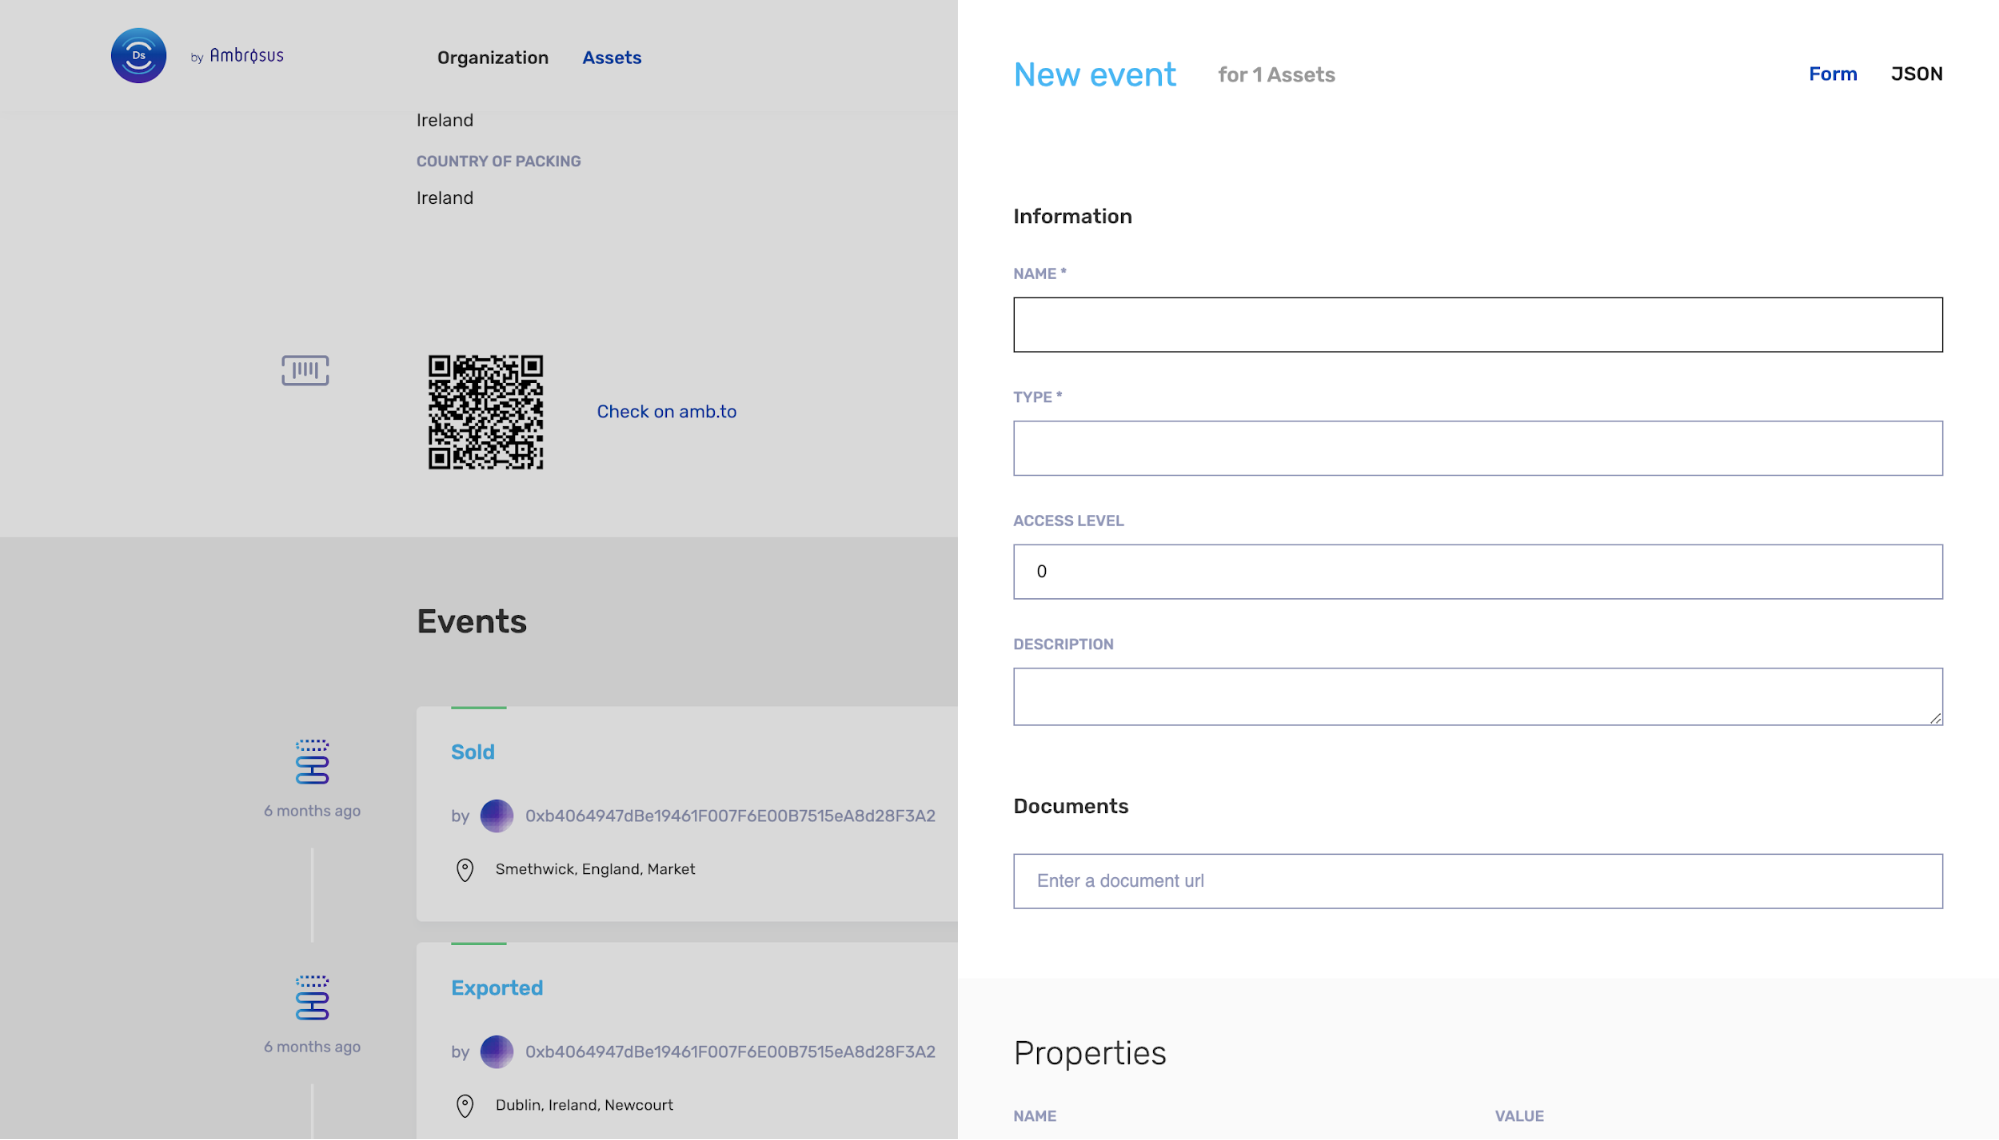 Ds by Ambrosus Organization Assets
Ireland
COUNTRY OF PACKING
Ireland
Check on amb.to
Events
Sold
6 months ago
by 0xb4064947dBe19461F007F6E00B7515eA8d28F3A2
Smethwick, England, Market
Exported
6 months ago
by 0xb4064947dBe19461F007F6E00B7515eA8d28F3A2
Dublin, Ireland, Newcourt
New event for 1 Assets Form JSON
Information
NAME *
TYPE *
ACCESS LEVEL
0
DESCRIPTION
Documents
Enter a document url
Properties
NAME VALUE